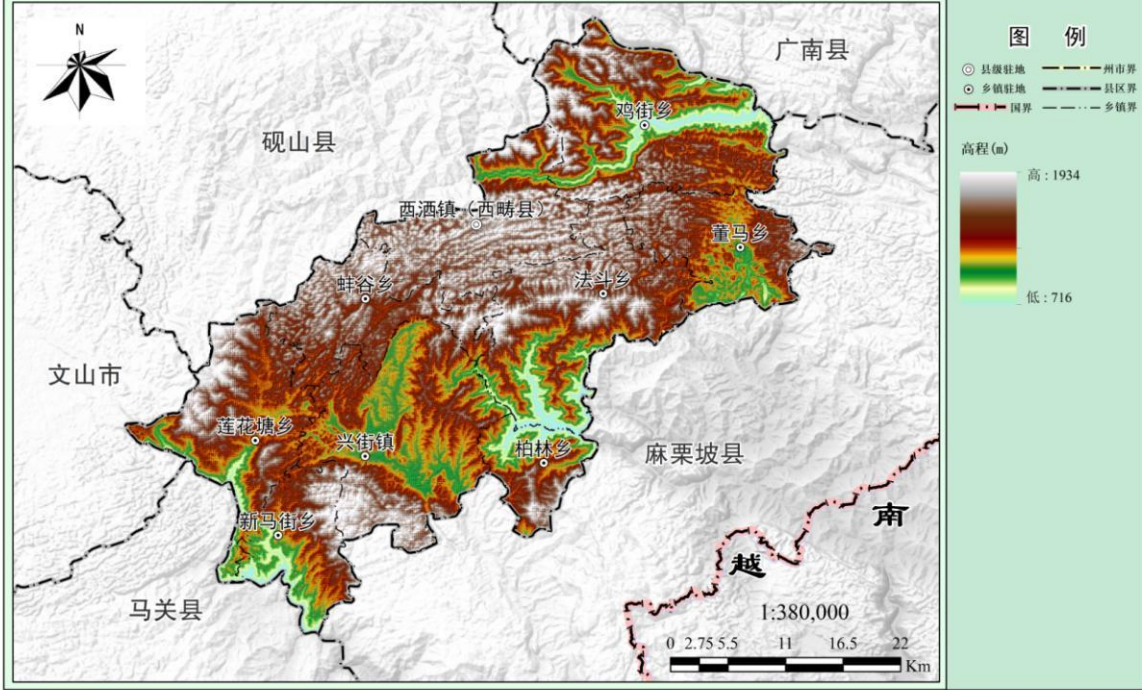 N
广南县
砚山县
鸡街乡
西洒镇（西畴县）
董马乡
蚌谷乡
法斗乡
文山市
莲花塘乡
兴街镇
柏林乡
麻栗坡县
新马街乡
马关县
越南
1:380,000
0 2.75 5.5 11 16.5 22
Km
图 例
县级驻地 州市界
乡镇驻地 县区界
国界 乡镇界
高程(m)
高：1934
低：716